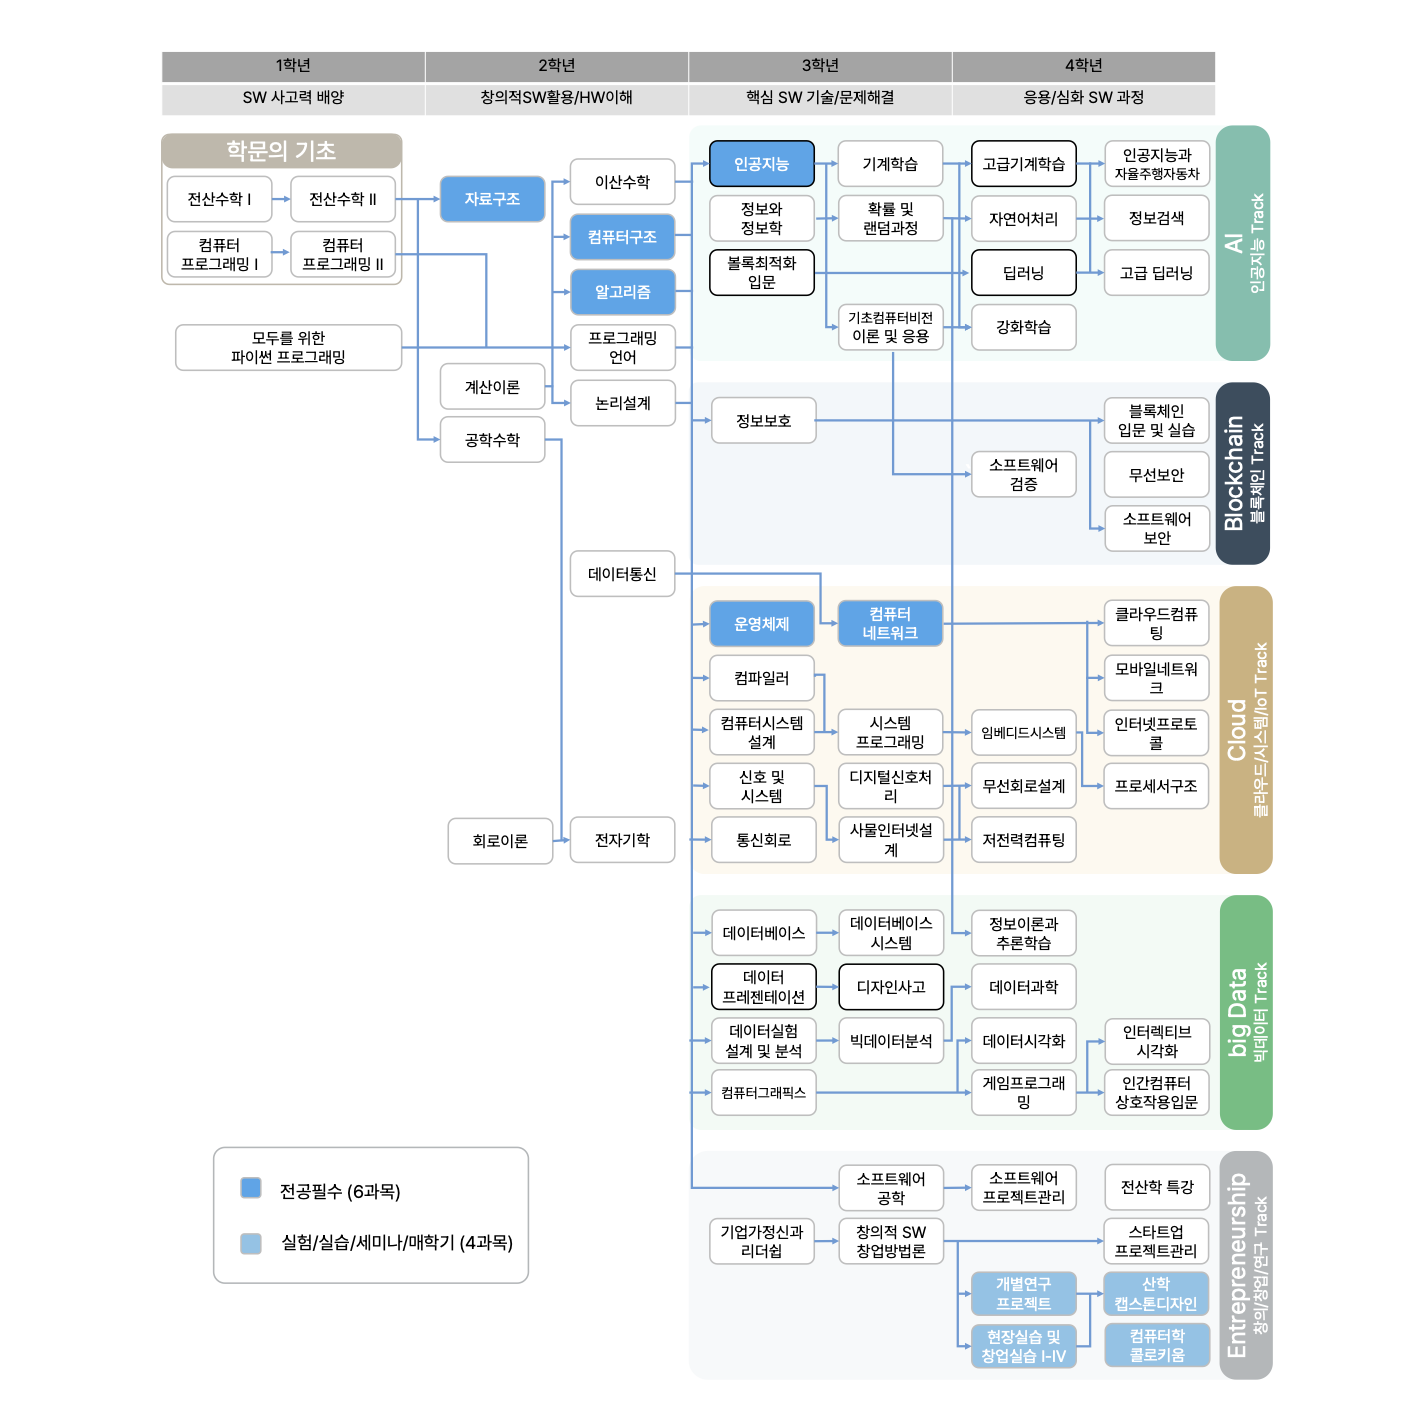 1학년
2학년
3학년
4학년
SW 사고력 배양
창의적SW활용/HW이해
핵심 SW 기술/문제해결
응용/심화 SW 과정
학문의 기초
전산수학 I
전산수학 II
컴퓨터
프로그래밍 I
컴퓨터
프로그래밍 II
모두를 위한
파이썬 프로그래밍
자료구조
계산이론
공학수학
이산수학
컴퓨터구조
알고리즘
프로그래밍
언어
논리설계
데이터통신
회로이론
전자기학
인공지능
기계학습
고급기계학습
인공지능과
자율주행자동차
정보와
정보학
확률 및
랜덤과정
자연어처리
정보검색
볼록최적화
입문
딥러닝
고급 딥러닝
기초컴퓨터비전
이론 및 응용
강화학습
AI
인공지능 Track
정보보호
블록체인
입문 및 실습
소프트웨어
검증
무선보안
소프트웨어
보안
Blockchain
블록체인 Track
운영체제
컴퓨터
네트워크
클라우드컴퓨
팅
컴파일러
모바일네트워
크
컴퓨터시스템
설계
시스템
프로그래밍
임베디드시스템
인터넷프로토
콜
신호 및
시스템
디지털신호처
리
무선회로설계
프로세서구조
통신회로
사물인터넷설
계
저전력컴퓨팅
Cloud
클라우드/시스템/IoT Track
데이터베이스
데이터베이스
시스템
정보이론과
추론학습
데이터
프레젠테이션
디자인사고
데이터과학
데이터실험
설계 및 분석
빅데이터분석
데이터시각화
인터렉티브
시각화
컴퓨터그래픽스
게임프로그래
밍
인간컴퓨터
상호작용입문
big Data
빅데이터 Track
소프트웨어
공학
소프트웨어
프로젝트관리
전산학 특강
기업가정신과
리더쉽
창의적 SW
창업방법론
스타트업
프로젝트관리
개별연구
프로젝트
산학
캡스톤디자인
현장실습 및
창업실습 I-IV
컴퓨터학
콜로키움
Entrepreneurship
창의/창업/연구 Track
전공필수 (6과목)
실험/실습/세미나/매학기 (4과목)